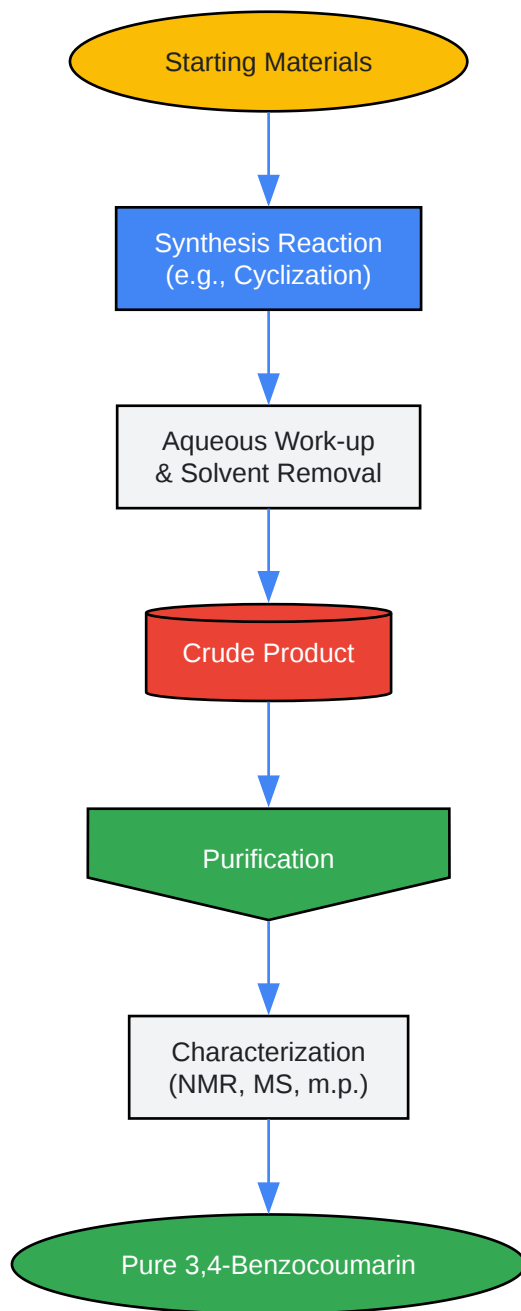 Starting Materials
Synthesis Reaction
(e.g., Cyclization)
Aqueous Work-up
& Solvent Removal
Crude Product
Purification
Characterization
(NMR, MS, m.p.)
Pure 3,4-Benzocoumarin